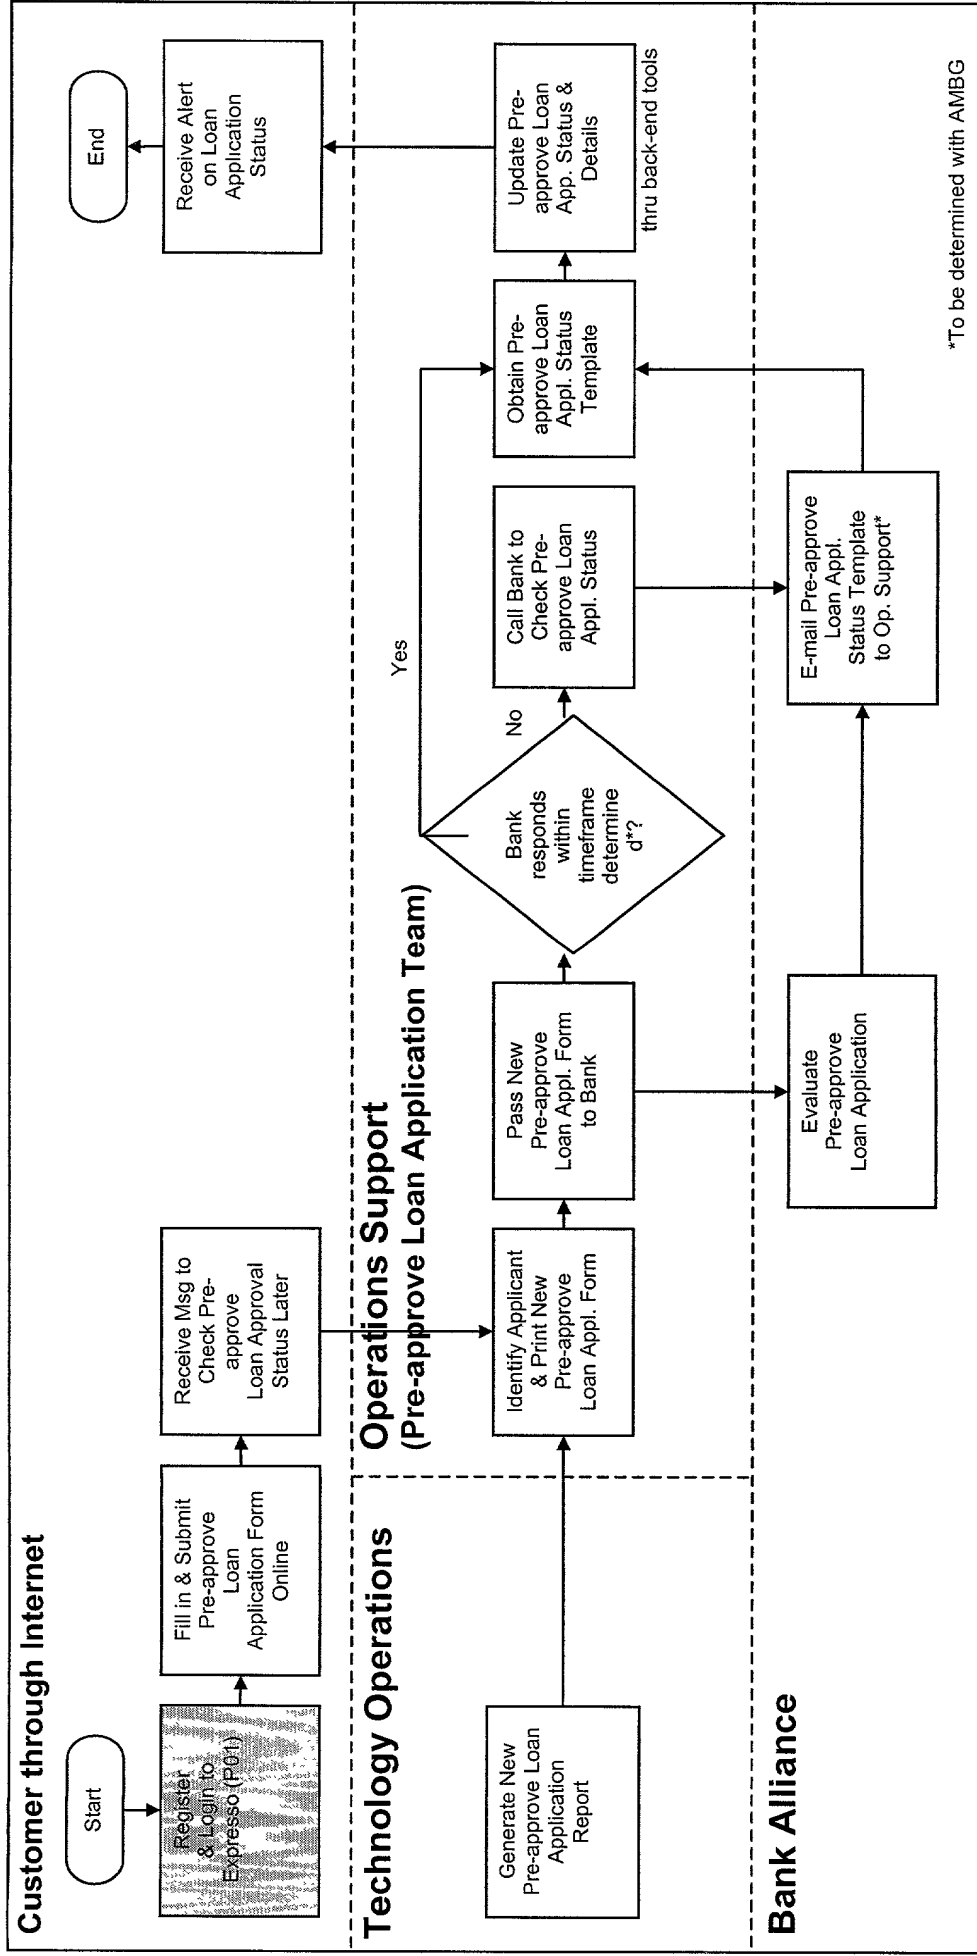 Customer through Internet
Start
Register
& Login to
Expresso (P01)
Fill in & Submit
Pre-approve
Loan
Application Form
Online
Receive Msg to
Check Pre-
approve
Loan Approval
Status Later
Receive Alert
on Loan
Application
Status
End
Technology Operations
Generate New
Pre-approve Loan
Application
Report
Operations Support
(Pre-approve Loan Application Team)
Identify Applicant
& Print New
Pre-approve
Loan Appl. Form
Pass New
Pre-approve
Loan Appl. Form
to Bank
Bank
responds
within
timeframe
determine
d*?
Yes
No
Call Bank to
Check Pre-
approve Loan
Appl. Status
Obtain Pre-
approve Loan
Appl. Status
Template
Update Pre-
approve Loan
App. Status &
Details
thru back-end tools
Bank Alliance
Evaluate
Pre-approve
Loan Application
E-mail Pre-approve
Loan Appl.
Status Template
to Op. Support*
*To be determined with AMBG